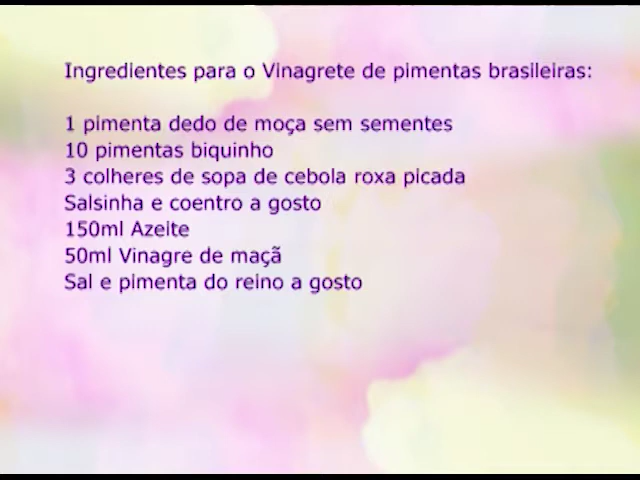 Ingredientes para o Vinagrete de pimentas brasileiras:
1 pimenta dedo de moça sem sementes
10 pimentas biquinho
3 colheres de sopa de cebola roxa picada
Salsinha e coentro a gosto
150ml Azeite
50ml Vinagre de maçã
Sal e pimenta do reino a gosto